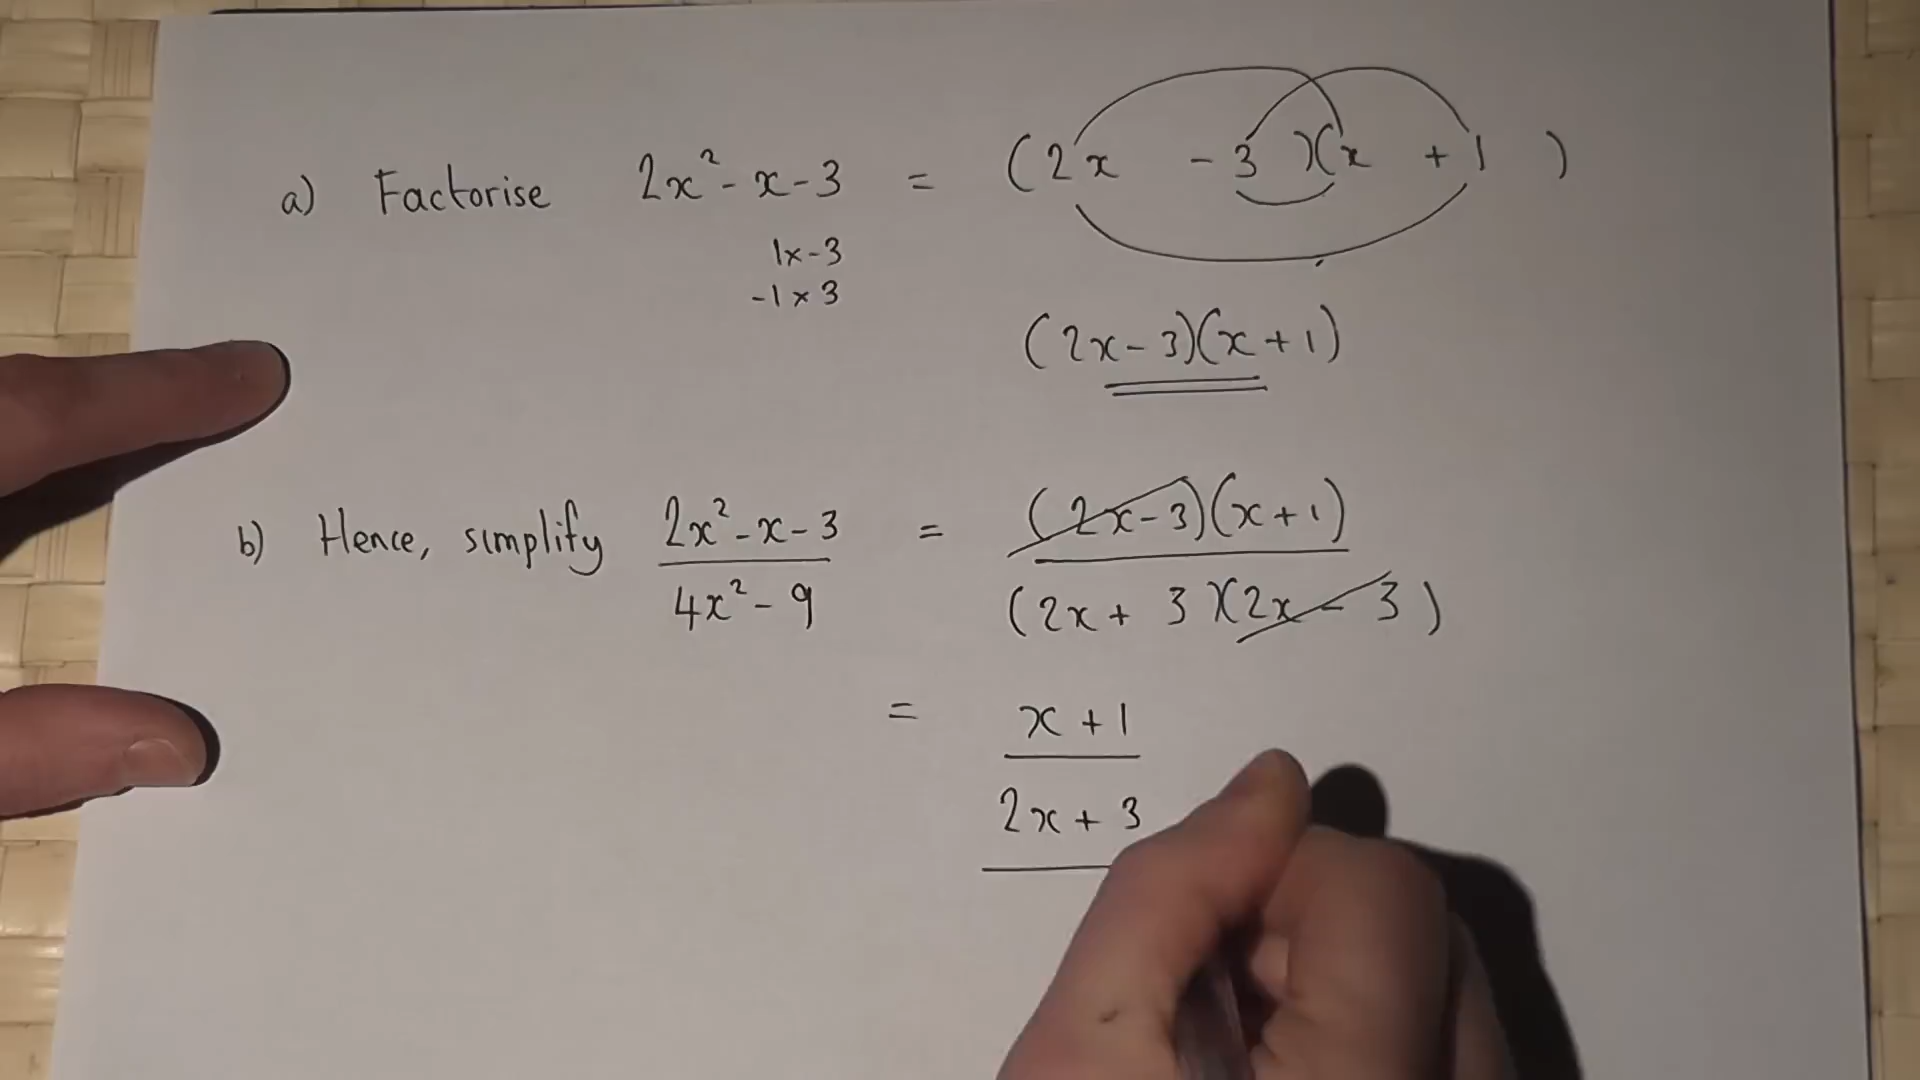 a) Factorise 2x² - x - 3 = (2x - 3)(x + 1)
1x-3
-1 x 3
(2x - 3)(x + 1)
b) Hence, simplify 2x² - x - 3 = (2x - 3)(x + 1)
4x² - 9 (2x + 3)(2x - 3)
= x + 1
2x + 3